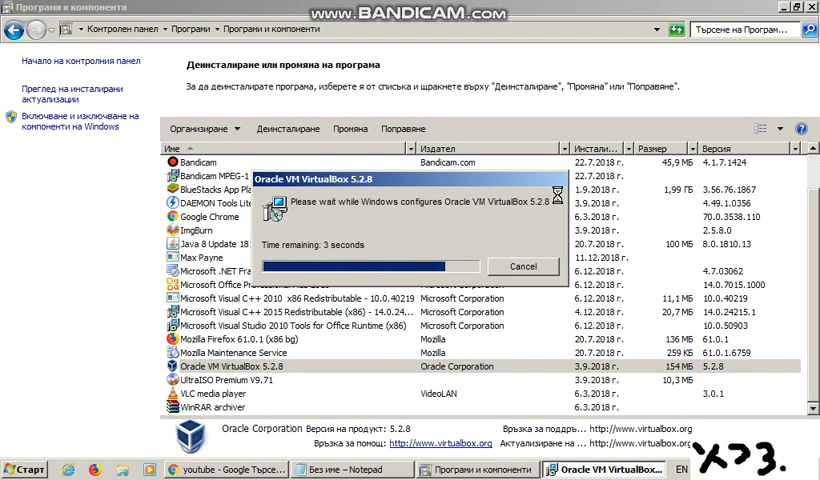 www.BANDICAM.com
Програми и компоненти
Контролен панел
Програми
Програми и компоненти
Търсене на Програм...
Начало на контролния панел
Преглед на инсталирани
актуализации
Включване и изключване на
компоненти на Windows
Деинсталиране или промяна на програма
За да деинсталирате програма, изберете я от списъка и щракнете върху "Деинсталиране", "Промяна" или "Поправяне".
Организиране Деинсталиране Промяна Поправяне
Име Издател Инстали... Размер Версия
Bandicam Bandicam.com 22.7.2018 г. 45,9 МБ 4.1.7.1424
Bandicam MPEG-1 22.7.2018 г.
BlueStacks App Pla 1.9.2018 г. 1,99 ГБ 3.56.76.1867
DAEMON Tools Lite 6.3.2018 г. 4.49.1.0356
Google Chrome 6.3.2018 г. 70.0.3538.110
ImgBurn 6.3.2018 г. 2.5.8.0
Java 8 Update 18 20.7.2018 г. 100 МБ 8.0.1810.13
Max Payne 11.12.2018 г.
Microsoft .NET Fra 6.3.2018 г. 4.7.03062
Microsoft Office 6.3.2018 г. 14.0.7015.1000
Microsoft Visual C++ 2010 x86 Redistributable - 10.0.40219 Microsoft Corporation 6.12.2018 г. 11,1 МБ 10.0.40219
Microsoft Visual C++ 2015 Redistributable (x86) - 14.0.24... Microsoft Corporation 4.12.2018 г. 20,7 МБ 14.0.24215.1
Microsoft Visual Studio 2010 Tools for Office Runtime (x86) Microsoft Corporation 6.12.2018 г. 10.0.50903
Mozilla Firefox 61.0.1 (x86 bg) Mozilla 20.7.2018 г. 136 МБ 61.0.1
Mozilla Maintenance Service Mozilla 20.7.2018 г. 259 КБ 61.0.1.6759
Oracle VM VirtualBox 5.2.8 Oracle Corporation 3.9.2018 г. 154 МБ 5.2.8
UltraISO Premium V9.71 6.3.2018 г. 10,3 МБ
VLC media player VideoLAN 6.3.2018 г. 3.0.1
WinRAR archiver 6.3.2018 г.
Oracle VM VirtualBox 5.2.8
Please wait while Windows configures Oracle VM VirtualBox 5.2.8
Time remaining: 3 seconds
Cancel
Oracle Corporation Версия на продукт: 5.2.8 Връзка за поддръ... http://www.virtualbox.org
Връзка за помощ: http://www.virtualbox.org Актуализиране на ... http://www.virtualbox.org
Старт youtube - Google Търсе... Без име – Notepad Програми и компоненти Oracle VM VirtualBox... EN